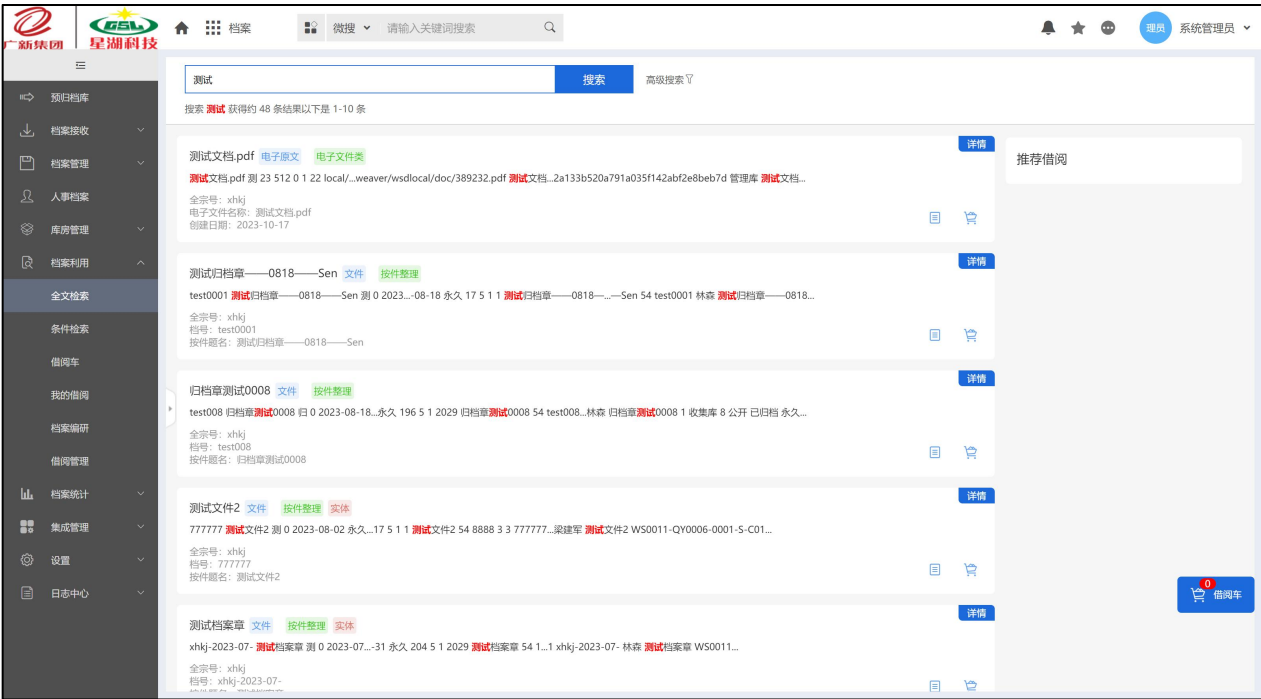 广新集团
GSL
星湖科技
档案
微搜
请输入关键词搜索
理员
系统管理员
预归档库
档案接收
档案管理
人事档案
库房管理
档案利用
全文检索
条件检索
借阅车
我的借阅
档案编研
借阅管理
档案统计
集成管理
设置
日志中心
测试
搜索
高级搜索
搜索 测试 获得约 48 条结果以下是 1-10 条
测试文档.pdf 电子原文 电子文件类
详情
测试文档.pdf 测 23 512 0 1 22 local/...weaver/wsdlocal/doc/389232.pdf 测试文档...2a133b520a791a035f142abf2e8beb7d 管理库 测试文档...
全宗号：xhkj
电子文件名称：测试文档.pdf
创建日期：2023-10-17
测试归档章——0818——Sen 文件 按件整理
详情
test0001 测试归档章——0818——Sen 测 0 2023...-08-18 永久 17 5 1 1 测试归档章——0818—...—Sen 54 test0001 林森 测试归档章——0818...
全宗号：xhkj
档号：test0001
按件题名：测试归档章——0818——Sen
归档章测试0008 文件 按件整理
详情
test008 归档章测试0008 归 0 2023-08-18...永久 196 5 1 2029 归档章测试0008 54 test008...林森 归档章测试0008 1 收集库 8 公开 已归档 永久...
全宗号：xhkj
档号：test008
按件题名：归档章测试0008
测试文件2 文件 按件整理 实体
详情
777777 测试文件2 测 0 2023-08-02 永久...17 5 1 1 测试文件2 54 8888 3 3 777777...梁建军 测试文件2 WS0011-QY0006-0001-S-C01...
全宗号：xhkj
档号：777777
按件题名：测试文件2
测试档案章 文件 按件整理 实体
详情
xhkj-2023-07- 测试档案章 测 0 2023-07...-31 永久 204 5 1 2029 测试档案章 54 1...1 xhkj-2023-07- 林森 测试档案章 WS0011...
全宗号：xhkj
档号：xhkj-2023-07-
推荐借阅
0
借阅车